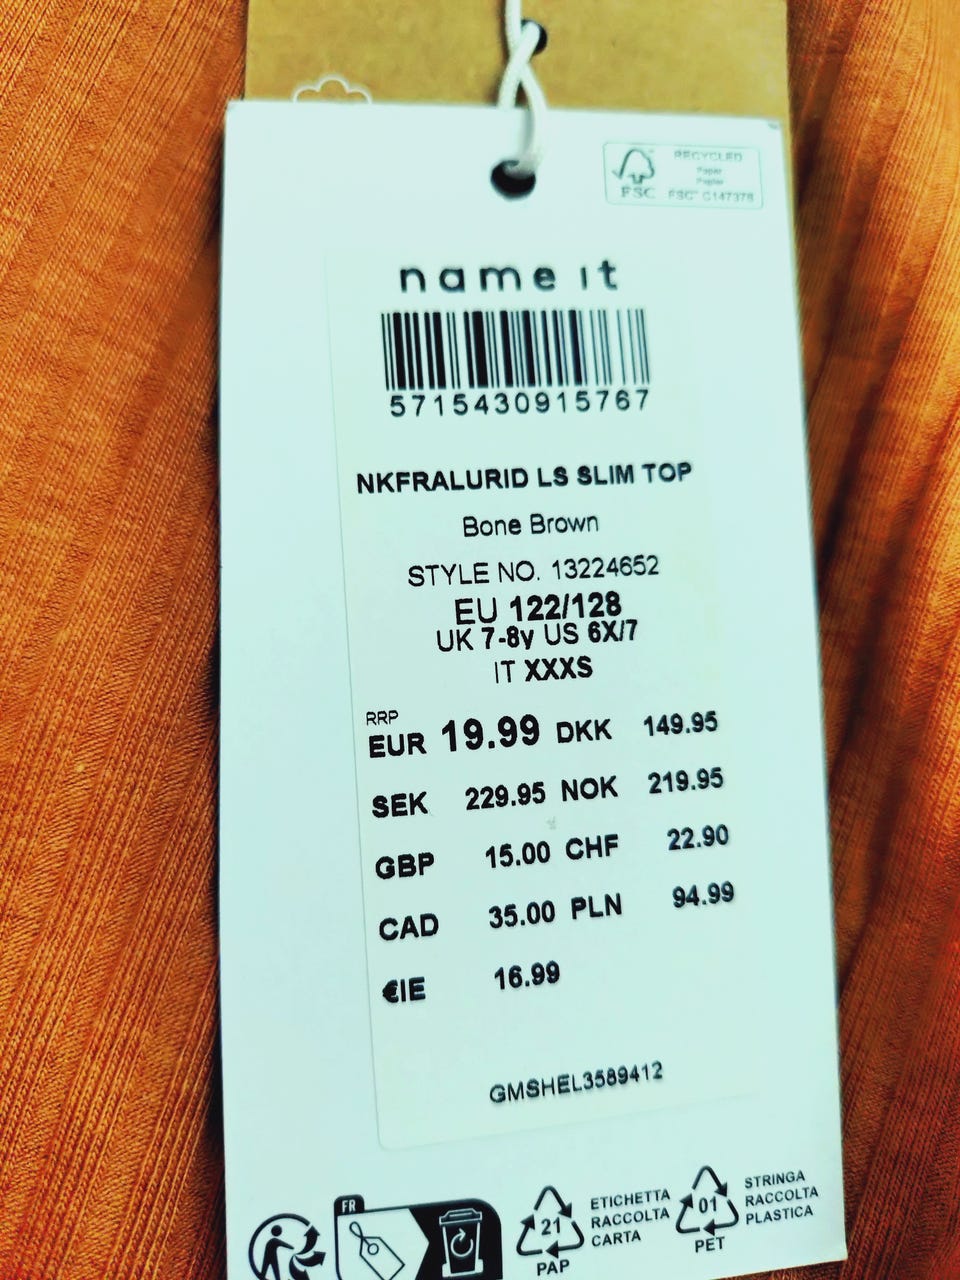 RECYCLED
Paper
Papier
FSC
FSC™ C147378
name it
5715430915767
NKFRALURID LS SLIM TOP
Bone Brown
STYLE NO. 13224652
EU 122/128
UK 7-8y US 6X/7
IT XXXS
RRP
EUR 19.99 DKK 149.95
SEK 229.95 NOK 219.95
GBP 15.00 CHF 22.90
CAD 35.00 PLN 94.99
€IE 16.99
GMSHEL3589412
FR
21
PAP
ETICHETTA
RACCOLTA
CARTA
01
PET
STRINGA
RACCOLTA
PLASTICA